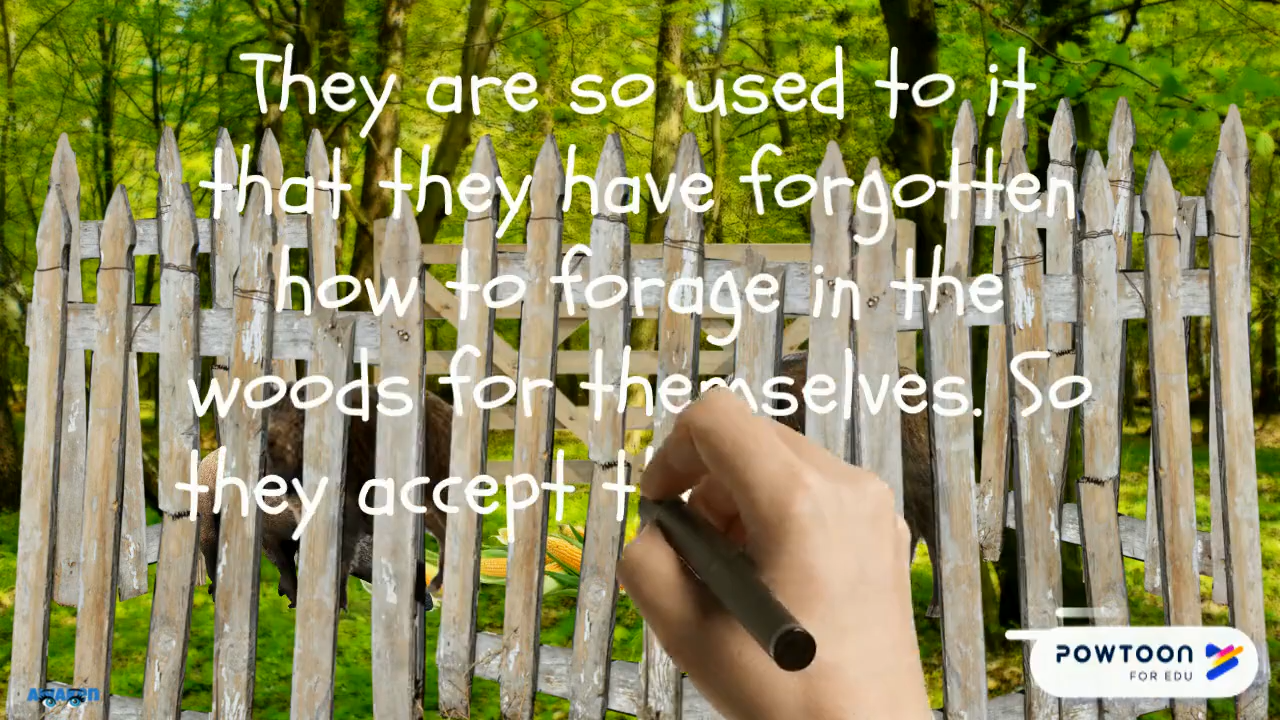 They are so used to it
that they have forgotten
how to forage in the
woods for themselves. So
they accept
POWTOON
FOR EDU